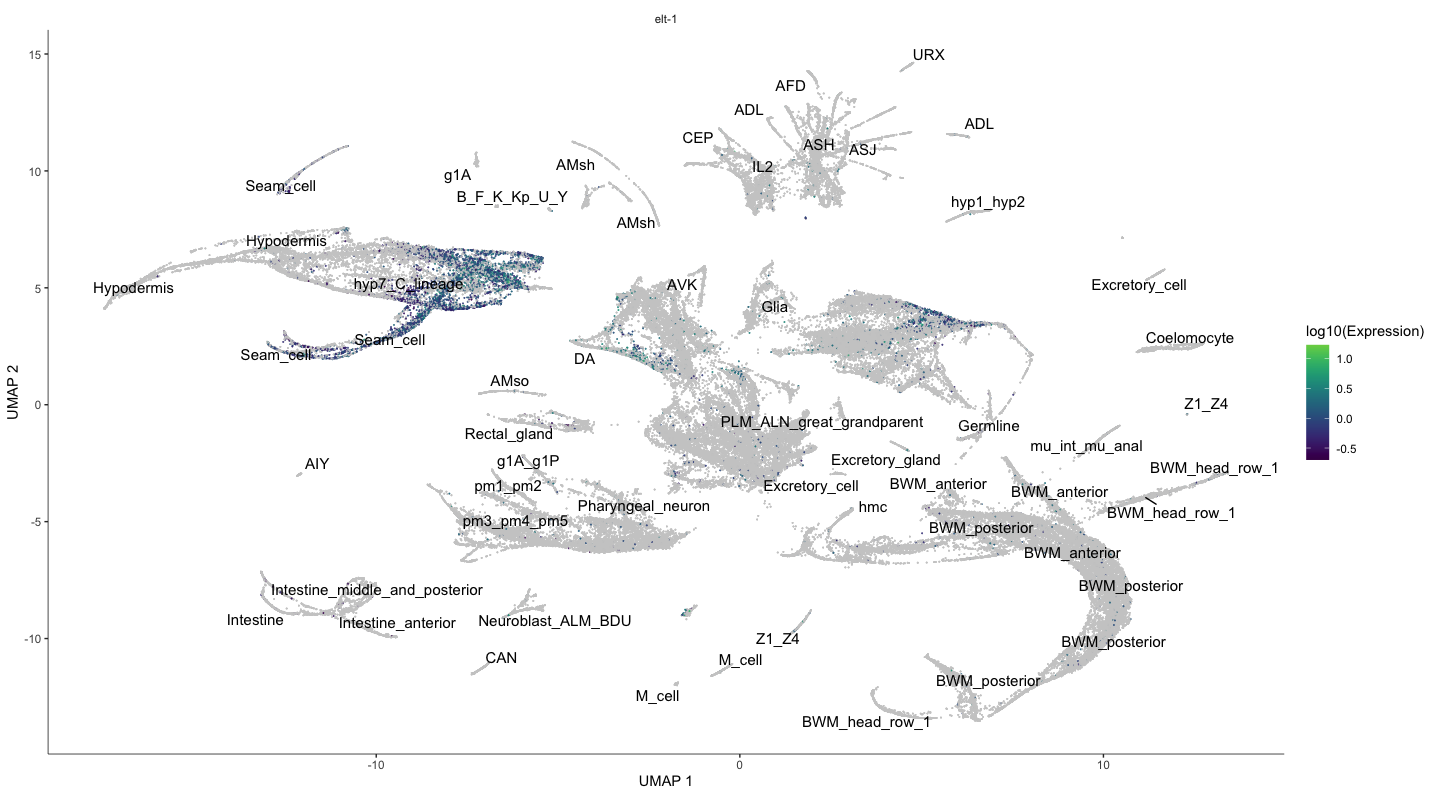 elt-1
15
10
5
0
-5
-10
UMAP 2
URX
AFD
ADL
ADL
CEP
ASH
ASJ
IL2
AMsh
g1A
Seam_cell
B_F_K_Kp_U_Y
hyp1_hyp2
AMsh
Hypodermis
hyp7_C_lineage
AVK
Excretory_cell
Hypodermis
Glia
Seam_cell
Coelomocyte
Seam_cell
DA
AMso
Z1_Z4
PLM_ALN_great_grandparent
Germline
Rectal_gland
mu_int_mu_anal
g1A_g1P
Excretory_gland
AIY
BWM_head_row_1
pm1_pm2
Excretory_cell
BWM_anterior
BWM_anterior
Pharyngeal_neuron
hmc
BWM_head_row_1
pm3_pm4_pm5
BWM_posterior
BWM_anterior
Intestine_middle_and_posterior
BWM_posterior
Intestine
Intestine_anterior
Neuroblast_ALM_BDU
Z1_Z4
BWM_posterior
CAN
M_cell
BWM_posterior
M_cell
BWM_head_row_1
log10(Expression)
1.0
0.5
0.0
-0.5
-10
0
10
UMAP 1